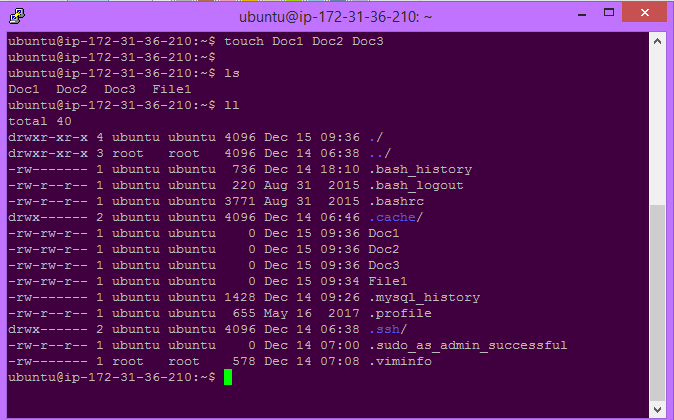 ubuntu@ip-172-31-36-210: ~
ubuntu@ip-172-31-36-210:~$ touch Doc1 Doc2 Doc3
ubuntu@ip-172-31-36-210:~$
ubuntu@ip-172-31-36-210:~$ ls
Doc1  Doc2  Doc3  File1
ubuntu@ip-172-31-36-210:~$ ll
total 40
drwxr-xr-x 4 ubuntu ubuntu 4096 Dec 15 09:36 ./
drwxr-xr-x 3 root   root   4096 Dec 14 06:38 ../
-rw------- 1 ubuntu ubuntu  736 Dec 14 18:10 .bash_history
-rw-r--r-- 1 ubuntu ubuntu  220 Aug 31  2015 .bash_logout
-rw-r--r-- 1 ubuntu ubuntu 3771 Aug 31  2015 .bashrc
drwx------ 2 ubuntu ubuntu 4096 Dec 14 06:46 .cache/
-rw-rw-r-- 1 ubuntu ubuntu    0 Dec 15 09:36 Doc1
-rw-rw-r-- 1 ubuntu ubuntu    0 Dec 15 09:36 Doc2
-rw-rw-r-- 1 ubuntu ubuntu    0 Dec 15 09:36 Doc3
-rw-rw-r-- 1 ubuntu ubuntu    0 Dec 15 09:34 File1
-rw------- 1 ubuntu ubuntu 1428 Dec 14 09:26 .mysql_history
-rw-r--r-- 1 ubuntu ubuntu  655 May 16  2017 .profile
drwx------ 2 ubuntu ubuntu 4096 Dec 14 06:38 .ssh/
-rw-r--r-- 1 ubuntu ubuntu    0 Dec 14 07:00 .sudo_as_admin_successful
-rw------- 1 root   root    578 Dec 14 07:08 .viminfo
ubuntu@ip-172-31-36-210:~$